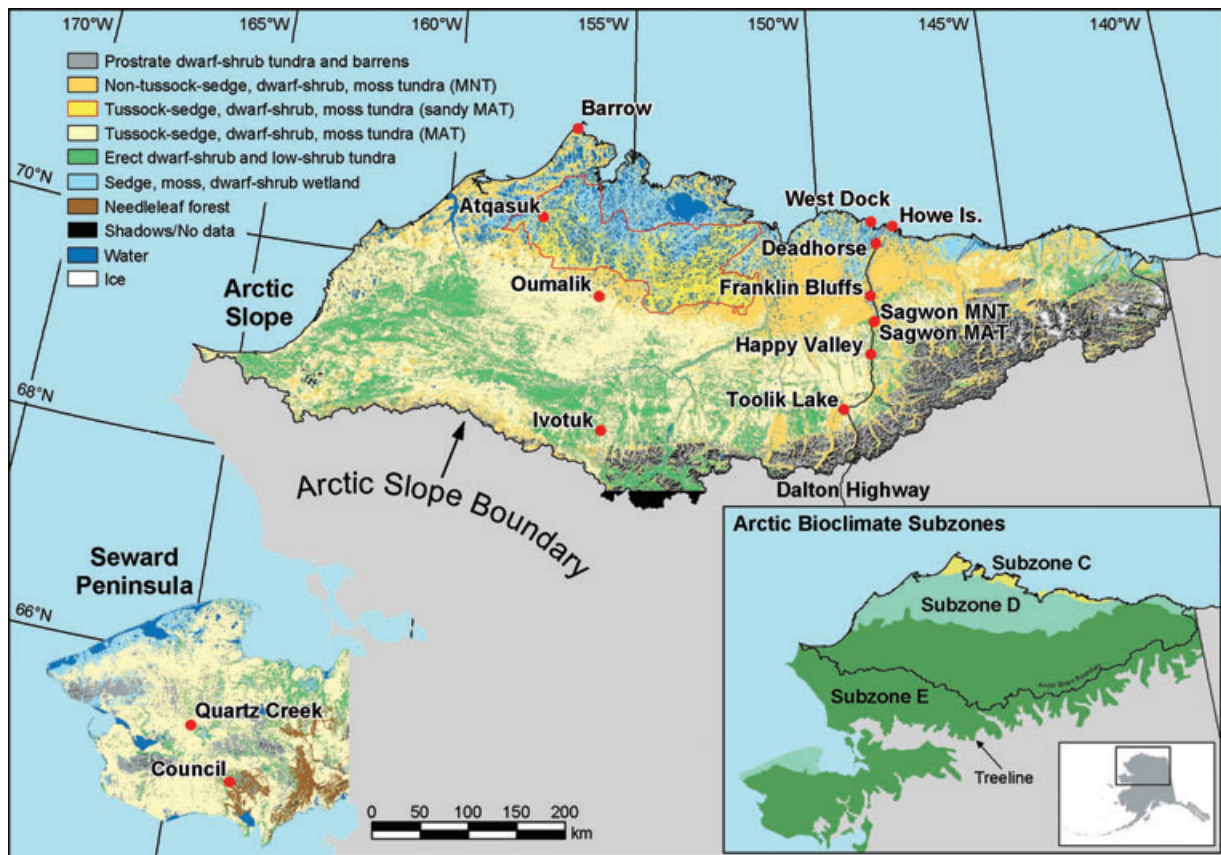 170°W
165°W
160°W
155°W
150°W
145°W
140°W
Prostrate dwarf-shrub tundra and barrens
Non-tussock-sedge, dwarf-shrub, moss tundra (MNT)
Tussock-sedge, dwarf-shrub, moss tundra (sandy MAT)
Tussock-sedge, dwarf-shrub, moss tundra (MAT)
Erect dwarf-shrub and low-shrub tundra
Sedge, moss, dwarf-shrub wetland
Needleleaf forest
Shadows/No data
Water
Ice
70°N
68°N
66°N
Barrow
Atqasuk
West Dock
Howe Is.
Deadhorse
Oumalik
Franklin Bluffs
Sagwon MNT
Sagwon MAT
Happy Valley
Toolik Lake
Ivotuk
Arctic
Slope
Arctic Slope Boundary
Dalton Highway
Seward
Peninsula
Quartz Creek
Council
0 50 100 150 200
km
Arctic Bioclimate Subzones
Subzone C
Subzone D
Arctic Slope Boundary
Subzone E
Treeline